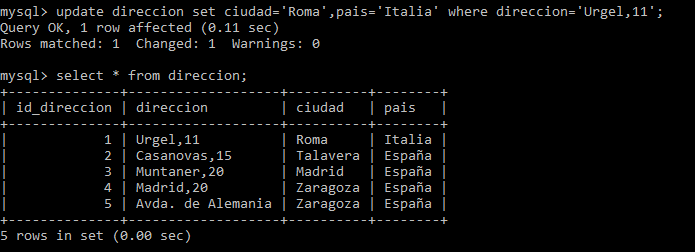 mysql> update direccion set ciudad='Roma',pais='Italia' where direccion='Urgel,11';
Query OK, 1 row affected (0.11 sec)
Rows matched: 1  Changed: 1  Warnings: 0

mysql> select * from direccion;
+--------------+-------------------+----------+--------+
| id_direccion | direccion         | ciudad   | pais   |
+--------------+-------------------+----------+--------+
|            1 | Urgel,11          | Roma     | Italia |
|            2 | Casanovas,15      | Talavera | España |
|            3 | Muntaner,20       | Madrid   | España |
|            4 | Madrid,20         | Zaragoza | España |
|            5 | Avda. de Alemania | Zaragoza | España |
+--------------+-------------------+----------+--------+
5 rows in set (0.00 sec)